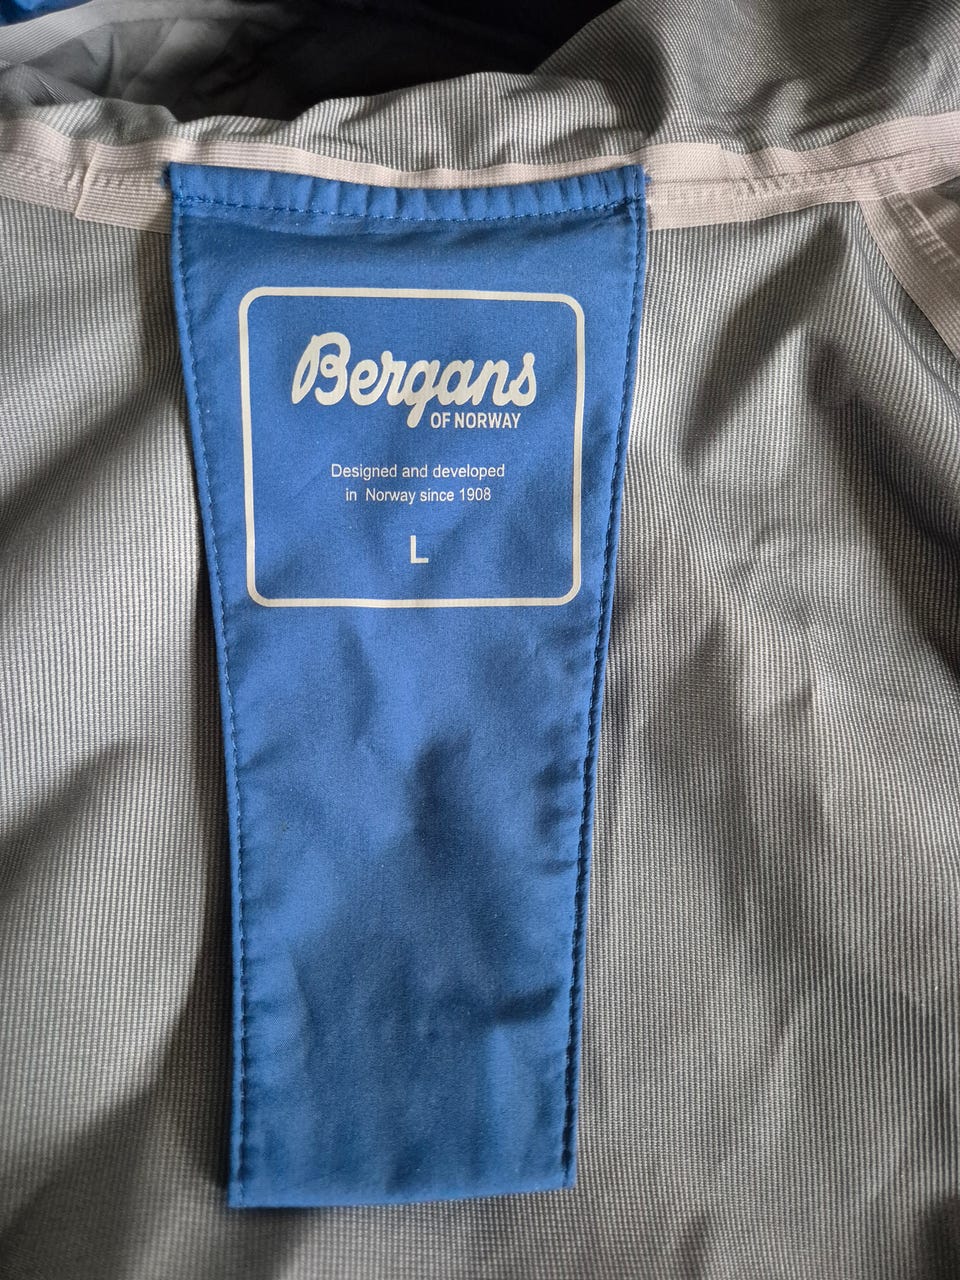 Bergans
OF NORWAY
Designed and developed
in Norway since 1908
L